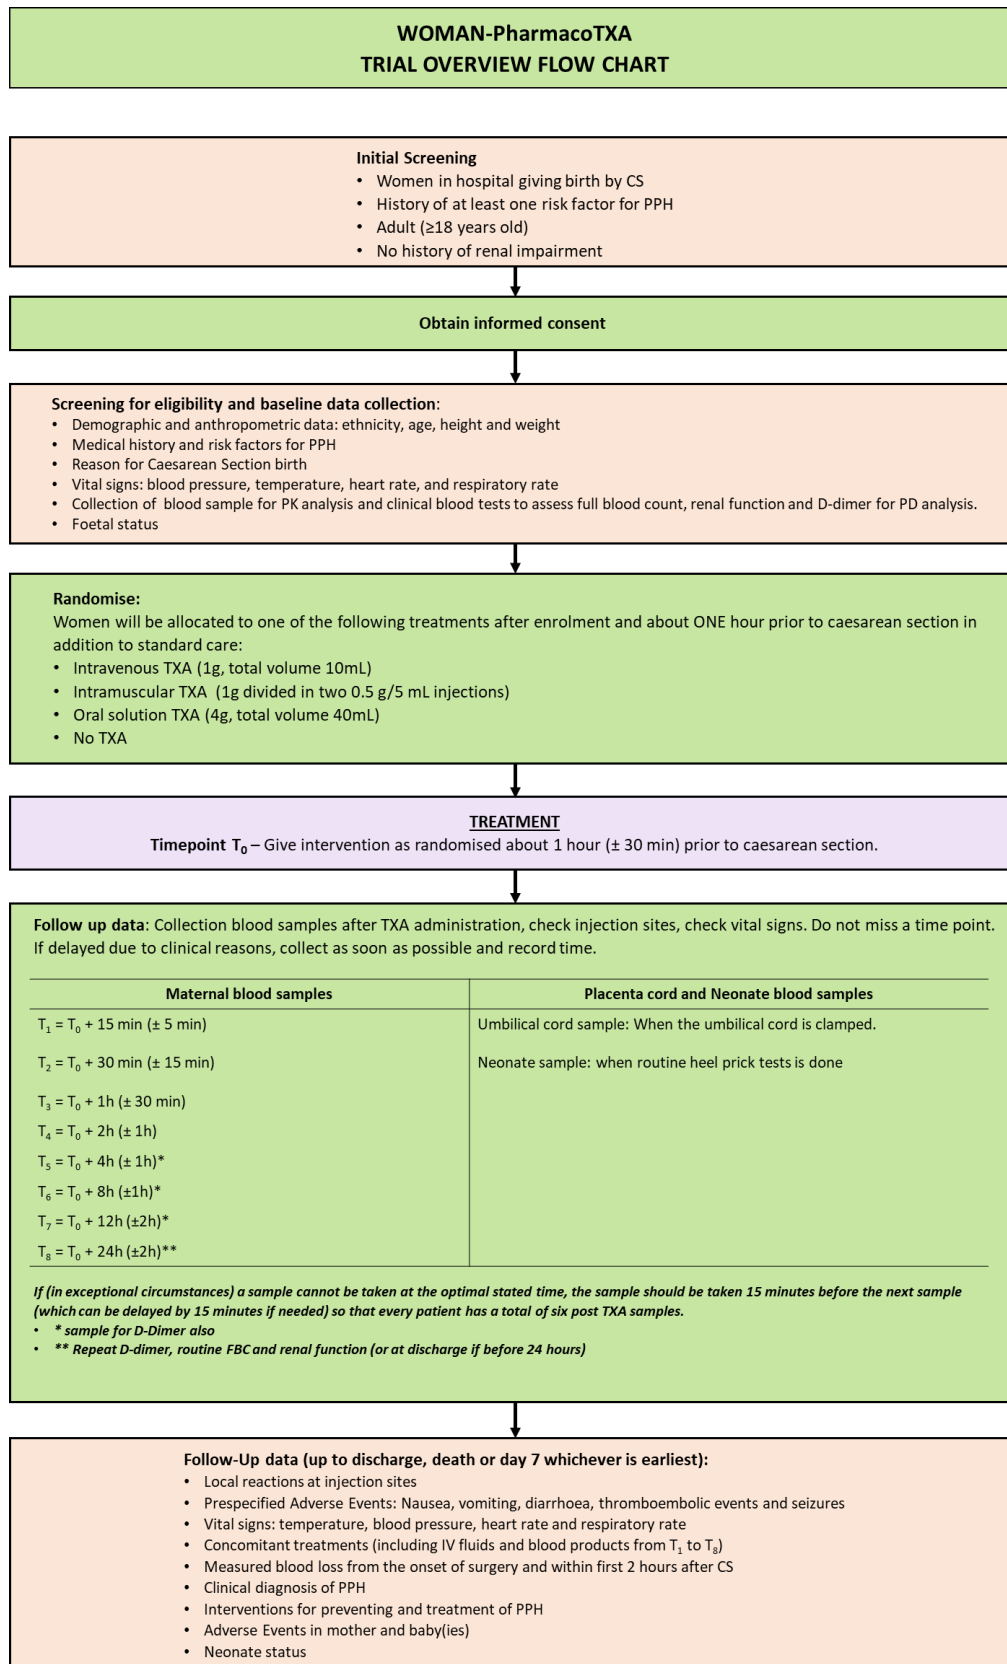 WOMAN-PharmacoTXA
TRIAL OVERVIEW FLOW CHART
Initial Screening
• Women in hospital giving birth by CS
• History of at least one risk factor for PPH
• Adult (≥18 years old)
• No history of renal impairment
Obtain informed consent
Screening for eligibility and baseline data collection:
• Demographic and anthropometric data: ethnicity, age, height and weight
• Medical history and risk factors for PPH
• Reason for Caesarean Section birth
• Vital signs: blood pressure, temperature, heart rate, and respiratory rate
• Collection of blood sample for PK analysis and clinical blood tests to assess full blood count, renal function and D-dimer for PD analysis.
• Foetal status
Randomise:
Women will be allocated to one of the following treatments after enrolment and about ONE hour prior to caesarean section in
addition to standard care:
• Intravenous TXA (1g, total volume 10mL)
• Intramuscular TXA (1g divided in two 0.5 g/5 mL injections)
• Oral solution TXA (4g, total volume 40mL)
• No TXA
TREATMENT
Timepoint T0 – Give intervention as randomised about 1 hour (± 30 min) prior to caesarean section.
Follow up data: Collection blood samples after TXA administration, check injection sites, check vital signs. Do not miss a time point.
If delayed due to clinical reasons, collect as soon as possible and record time.
Maternal blood samples
Placenta cord and Neonate blood samples
T1 = T0 + 15 min (± 5 min)
Umbilical cord sample: When the umbilical cord is clamped.
T2 = T0 + 30 min (± 15 min)
Neonate sample: when routine heel prick tests is done
T3 = T0 + 1h (± 30 min)
T4 = T0 + 2h (± 1h)
T5 = T0 + 4h (± 1h)*
T6 = T0 + 8h (±1h)*
T7 = T0 + 12h (±2h)*
T8 = T0 + 24h (±2h)**
If (in exceptional circumstances) a sample cannot be taken at the optimal stated time, the sample should be taken 15 minutes before the next sample
(which can be delayed by 15 minutes if needed) so that every patient has a total of six post TXA samples.
• * sample for D-Dimer also
• ** Repeat D-dimer, routine FBC and renal function (or at discharge if before 24 hours)
Follow-Up data (up to discharge, death or day 7 whichever is earliest):
• Local reactions at injection sites
• Prespecified Adverse Events: Nausea, vomiting, diarrhoea, thromboembolic events and seizures
• Vital signs: temperature, blood pressure, heart rate and respiratory rate
• Concomitant treatments (including IV fluids and blood products from T1 to T8)
• Measured blood loss from the onset of surgery and within first 2 hours after CS
• Clinical diagnosis of PPH
• Interventions for preventing and treatment of PPH
• Adverse Events in mother and baby(ies)
• Neonate status